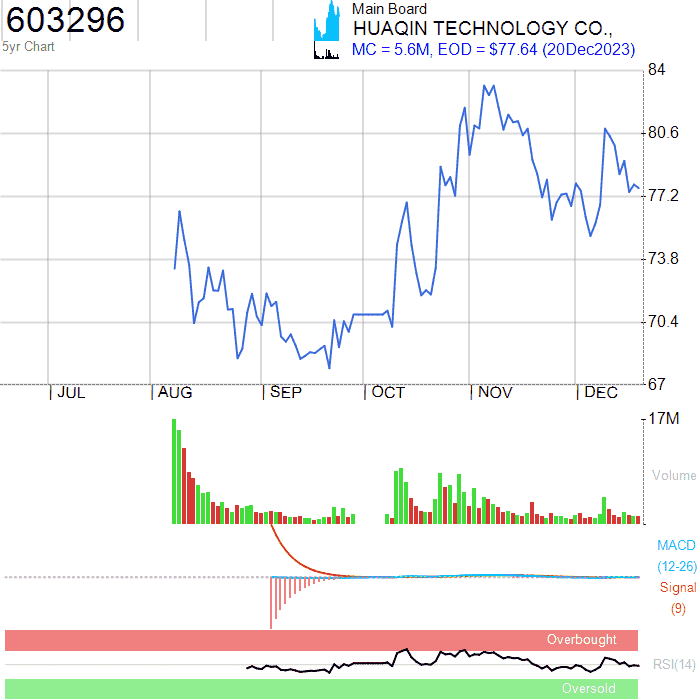 603296
5yr Chart
Main Board
HUAQIN TECHNOLOGY CO.,
MC = 5.6M, EOD = $77.64 (20Dec2023)
84
80.6
77.2
73.8
70.4
67
JUL
AUG
SEP
OCT
NOV
DEC
17M
Volume
MACD
(12-26)
Signal
(9)
Overbought
RSI(14)
Oversold